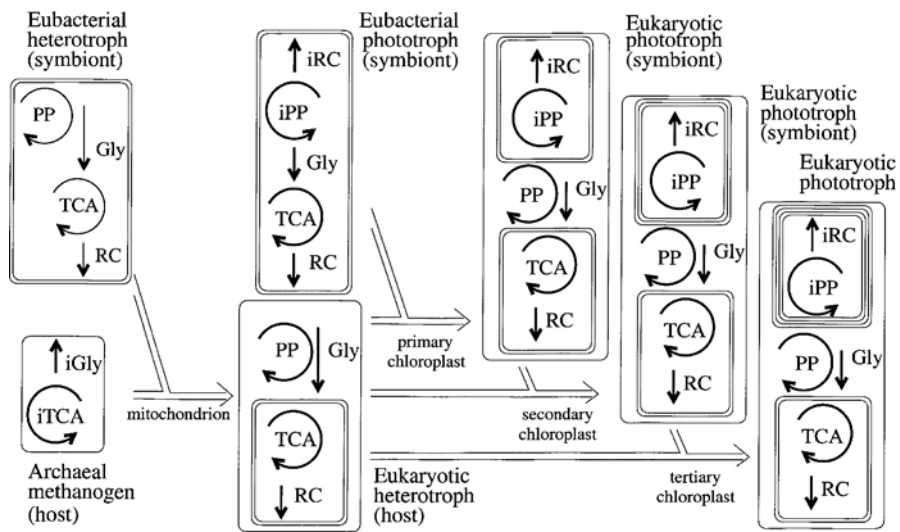 Eubacterial
heterotroph
(symbiont)
PP
Gly
TCA
RC
iGly
iTCA
Archaeal
methanogen
(host)
mitochondrion
Eubacterial
phototroph
(symbiont)
iRC
iPP
Gly
TCA
RC
PP
Gly
TCA
RC
Eukaryotic
heterotroph
(host)
primary
chloroplast
iRC
iPP
PP
Gly
TCA
RC
secondary
chloroplast
Eukaryotic
phototroph
(symbiont)
iRC
iPP
PP
Gly
TCA
RC
tertiary
chloroplast
Eukaryotic
phototroph
(symbiont)
Eukaryotic
phototroph
iRC
iPP
PP
Gly
TCA
RC